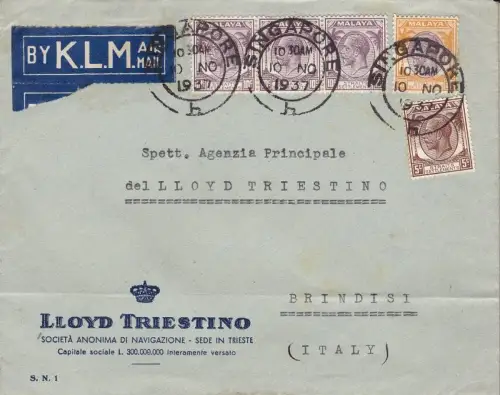 BY K.L.M. AIR MAIL
MALAYA MALAYA MALAYA MALAYA
SINGAPORE SINGAPORE SINGAPORE
10 30AM 10 30AM 10 30AM
10 NO 10 NO 10 NO
193 1937 1937
h h h
Spett. Agenzia Principale
del LLOYD TRIESTINO
BRINDISI
(ITALY)
LLOYD TRIESTINO
SOCIETÀ ANONIMA DI NAVIGAZIONE - SEDE IN TRIESTE
Capitale sociale L. 300.000.000 interamente versato
S. N. 1